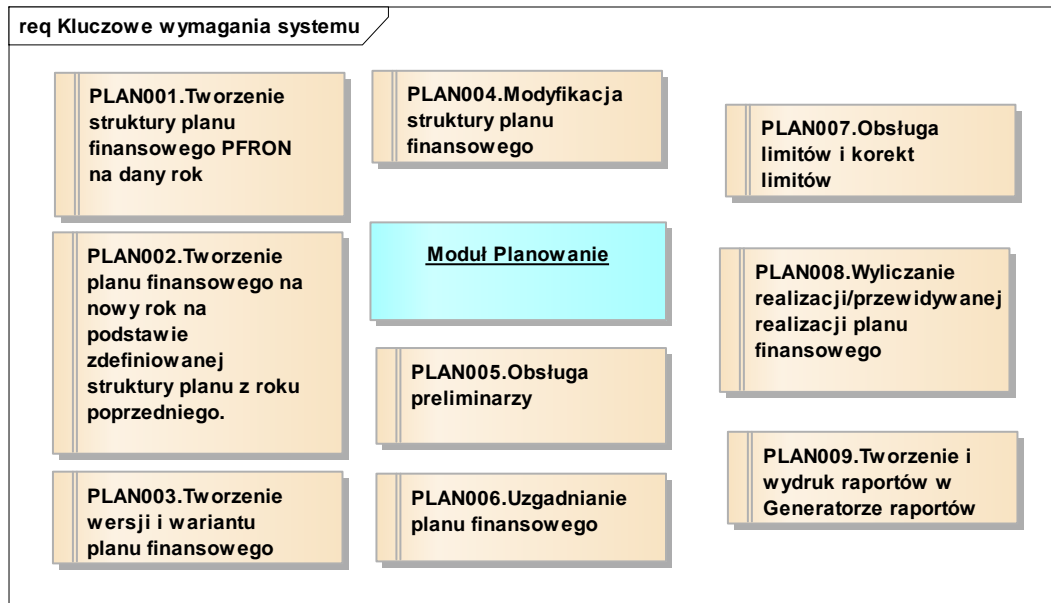 req Kluczowe wymagania systemu
PLAN001.Tworzenie
struktury planu
finansowego PFRON
na dany rok
PLAN002.Tworzenie
planu finansowego na
nowy rok na
podstawie
zdefiniowanej
struktury planu z roku
poprzedniego.
PLAN003.Tworzenie
wersji i wariantu
planu finansowego
PLAN004.Modyfikacja
struktury planu
finansowego
Moduł Planowanie
PLAN005.Obsługa
preliminarzy
PLAN006.Uzgadnianie
planu finansowego
PLAN007.Obsługa
limitów i korekt
limitów
PLAN008.Wyliczanie
realizacji/przewidywanej
realizacji planu
finansowego
PLAN009.Tworzenie i
wydruk raportów w
Generatorze raportów